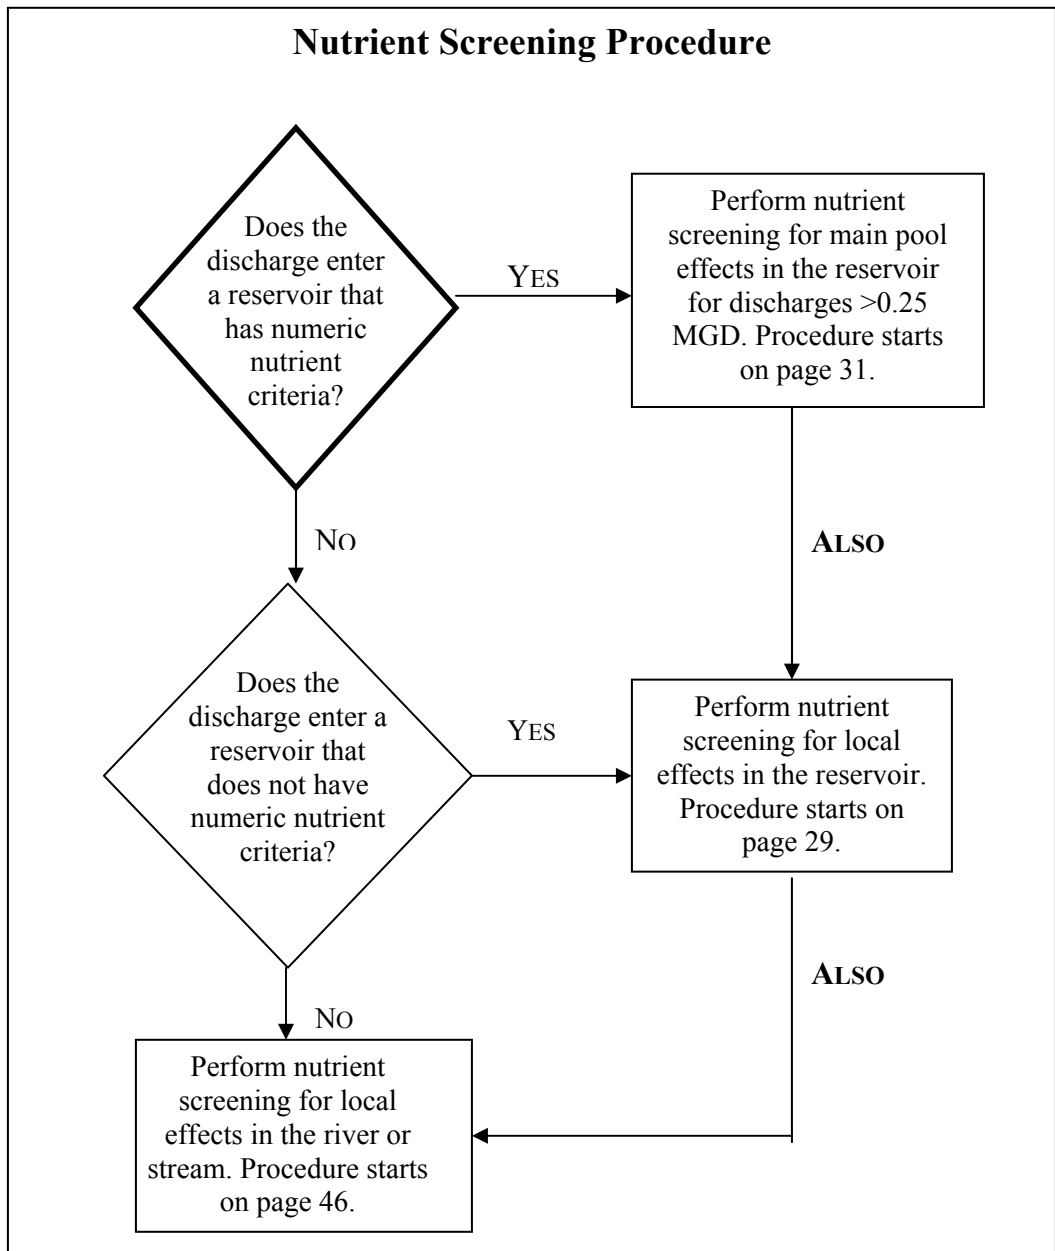 Nutrient Screening Procedure
Does the
discharge enter
a reservoir that
has numeric
nutrient
criteria?
YES
Perform nutrient
screening for main pool
effects in the reservoir
for discharges >0.25
MGD. Procedure starts
on page 31.
NO
ALSO
Does the
discharge enter a
reservoir that
does not have
numeric nutrient
criteria?
YES
Perform nutrient
screening for local
effects in the reservoir.
Procedure starts on
page 29.
NO
ALSO
Perform nutrient
screening for local
effects in the river or
stream. Procedure starts
on page 46.